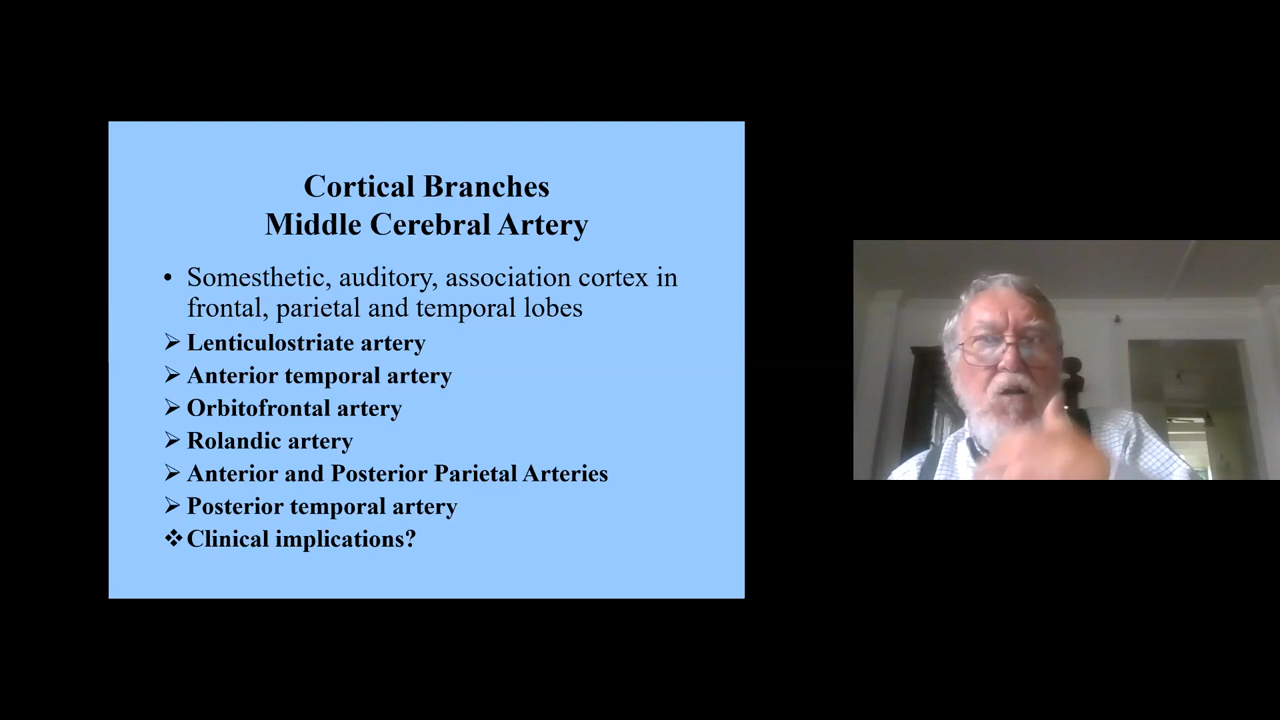 Cortical Branches
Middle Cerebral Artery
• Somesthetic, auditory, association cortex in
frontal, parietal and temporal lobes
➢ Lenticulostriate artery
➢ Anterior temporal artery
➢ Orbitofrontal artery
➢ Rolandic artery
➢ Anterior and Posterior Parietal Arteries
➢ Posterior temporal artery
❖ Clinical implications?